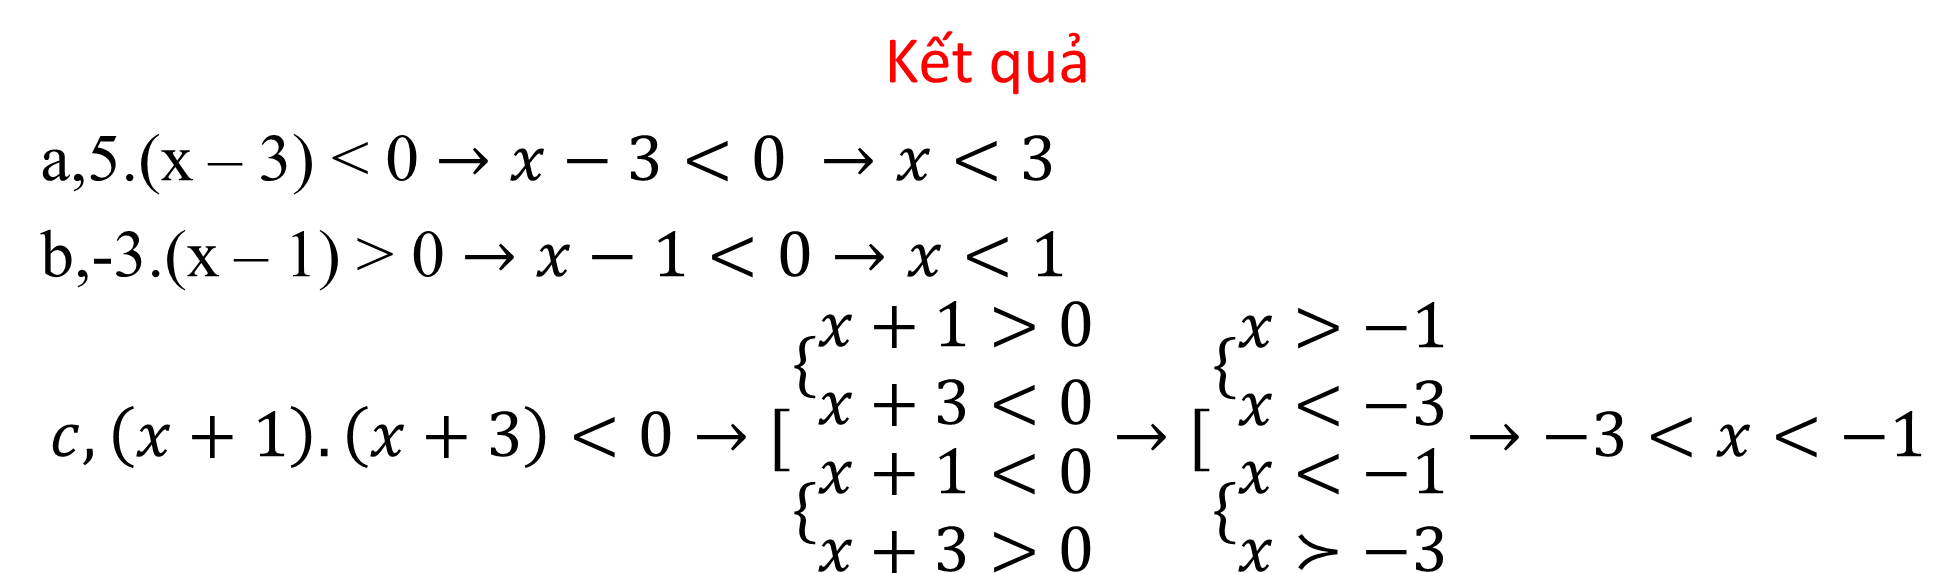 Kết quả
a,5.(x – 3) < 0 → x − 3 < 0 → x < 3
b,-3.(x – 1) > 0 → x − 1 < 0 → x < 1
c, (x + 1). (x + 3) < 0 → [ { x + 1 > 0 x + 3 < 0 { x + 1 < 0 x + 3 > 0 → [ { x > −1 x < −3 { x < −1 x ≻ −3 → −3 < x < −1